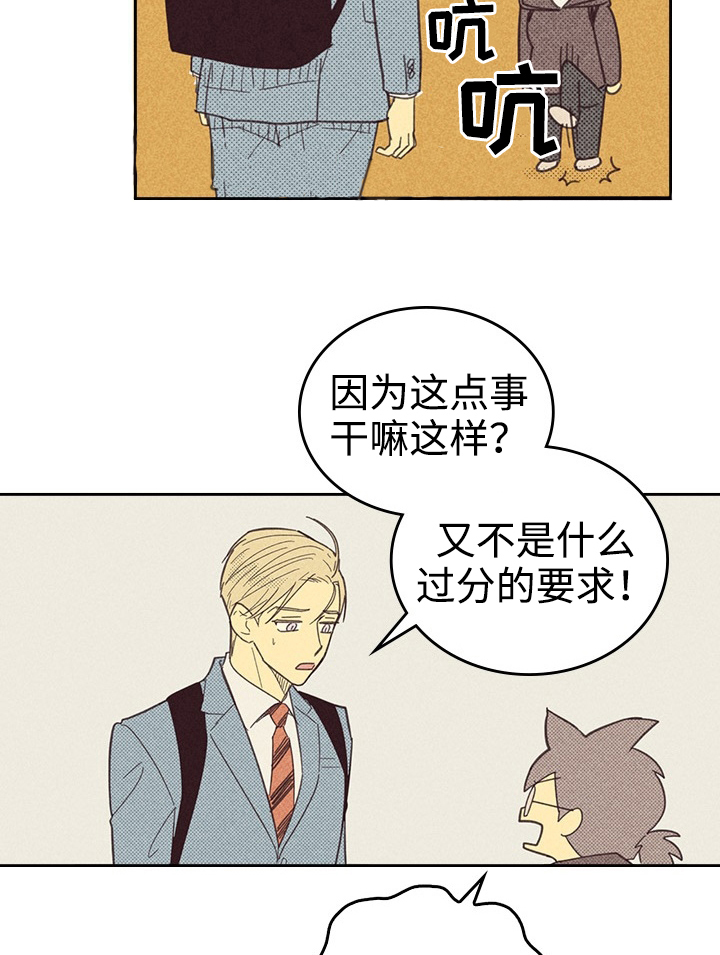 吭
吭
因为这点事
干嘛这样?
又不是什么
过分的要求!